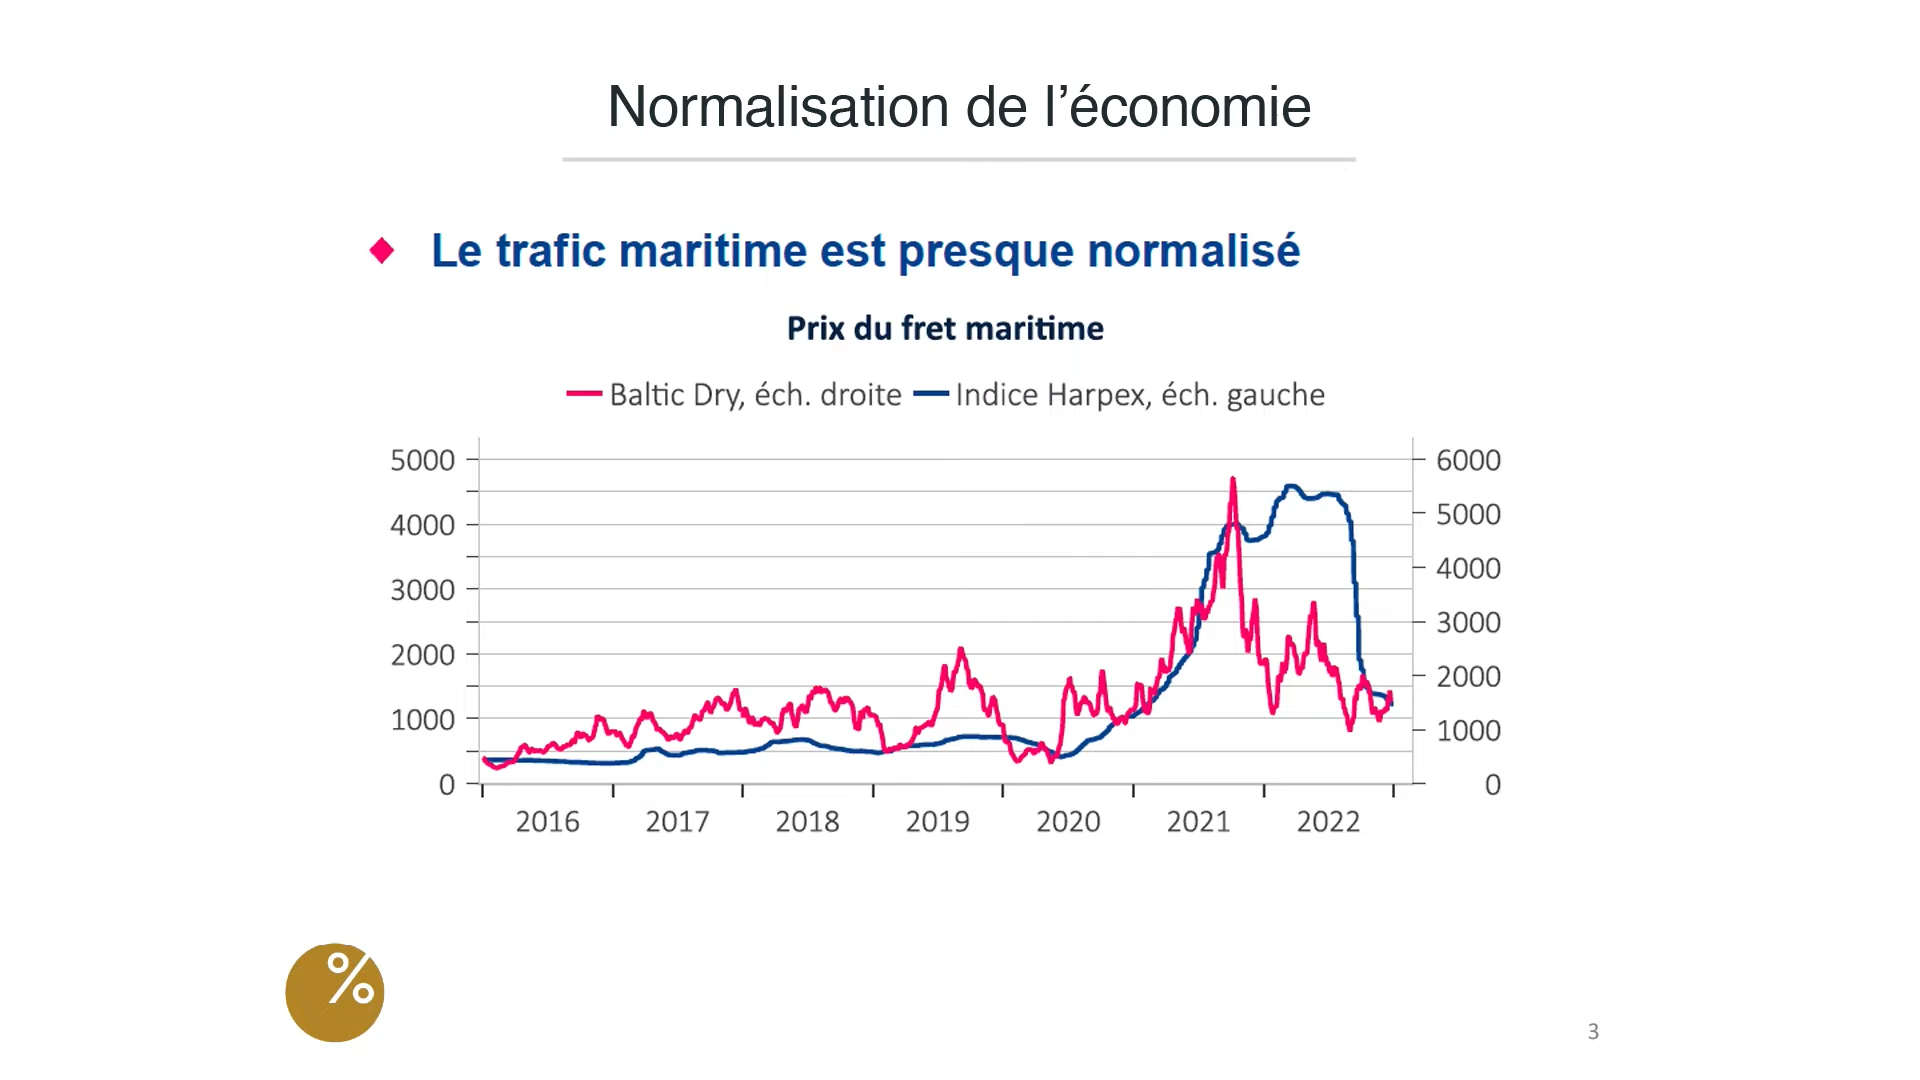 Normalisation de l’économie
Le trafic maritime est presque normalisé
Prix du fret maritime
Baltic Dry, éch. droite Indice Harpex, éch. gauche
5000 6000
4000 5000
3000 4000
2000 3000
1000 2000
0 1000
0
2016 2017 2018 2019 2020 2021 2022
%
3